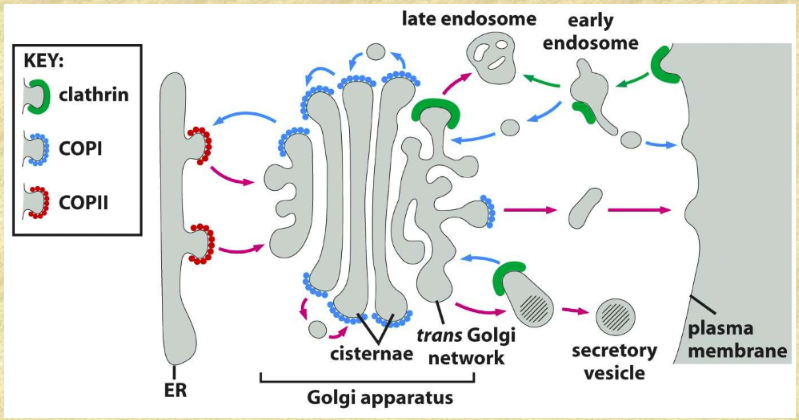 KEY:
clathrin
COPI
COPII
late endosome
early
endosome
ER
cisternae
trans Golgi
network
Golgi apparatus
secretory
vesicle
plasma
membrane